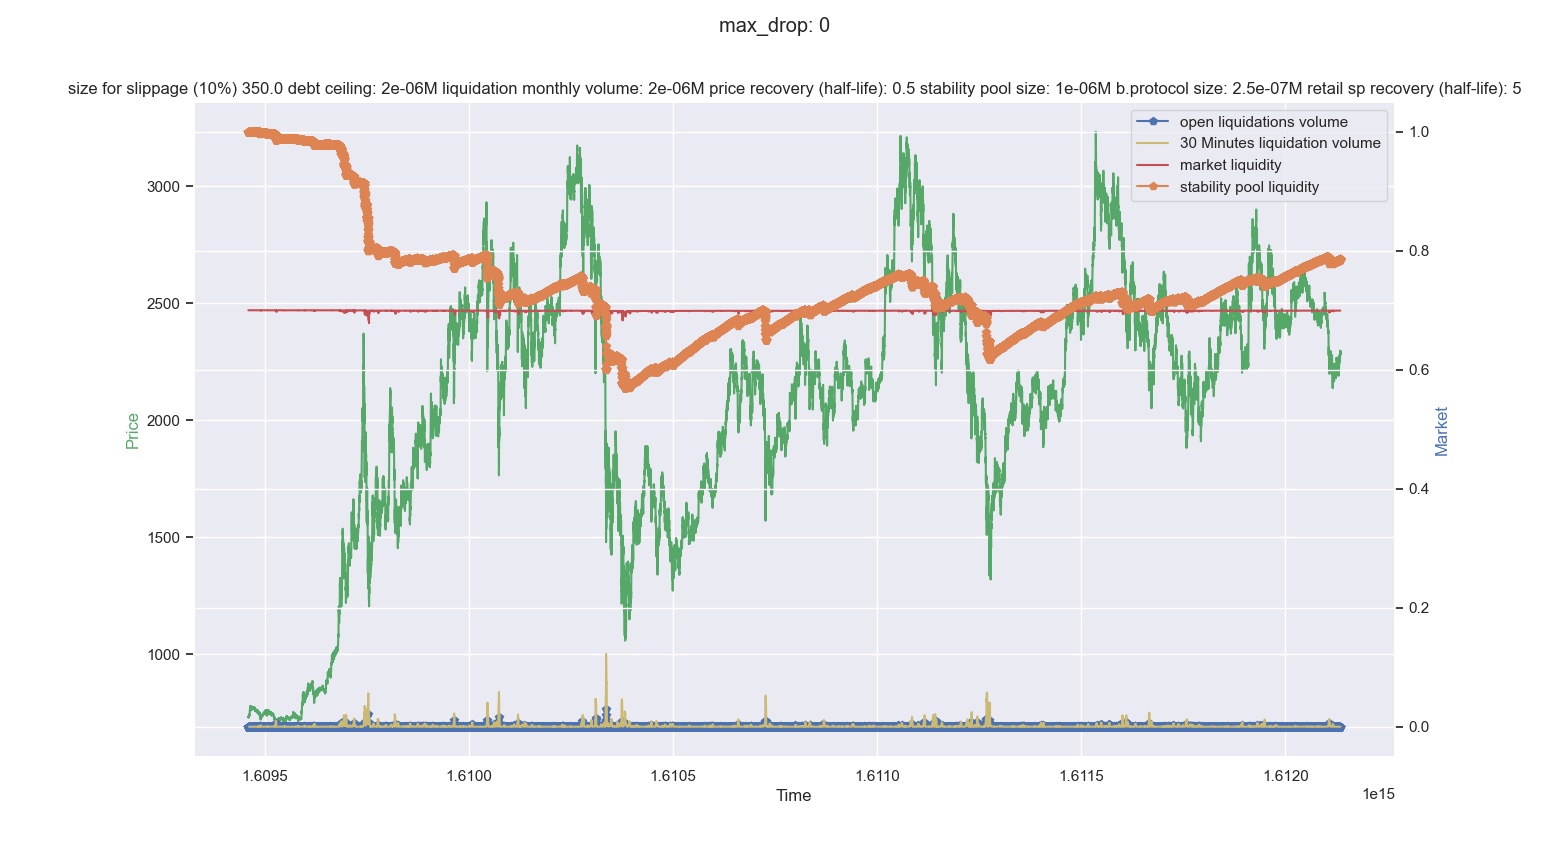 max_drop: 0
size for slippage (10%) 350.0 debt ceiling: 2e-06M liquidation monthly volume: 2e-06M price recovery (half-life): 0.5 stability pool size: 1e-06M b.protocol size: 2.5e-07M retail sp recovery (half-life): 5
open liquidations volume
30 Minutes liquidation volume
market liquidity
stability pool liquidity
3000
2500
2000
1500
1000
Price
1.0
0.8
0.6
0.4
0.2
0.0
Market
1.6095 1.6100 1.6105 1.6110 1.6115 1.6120
Time
1e15